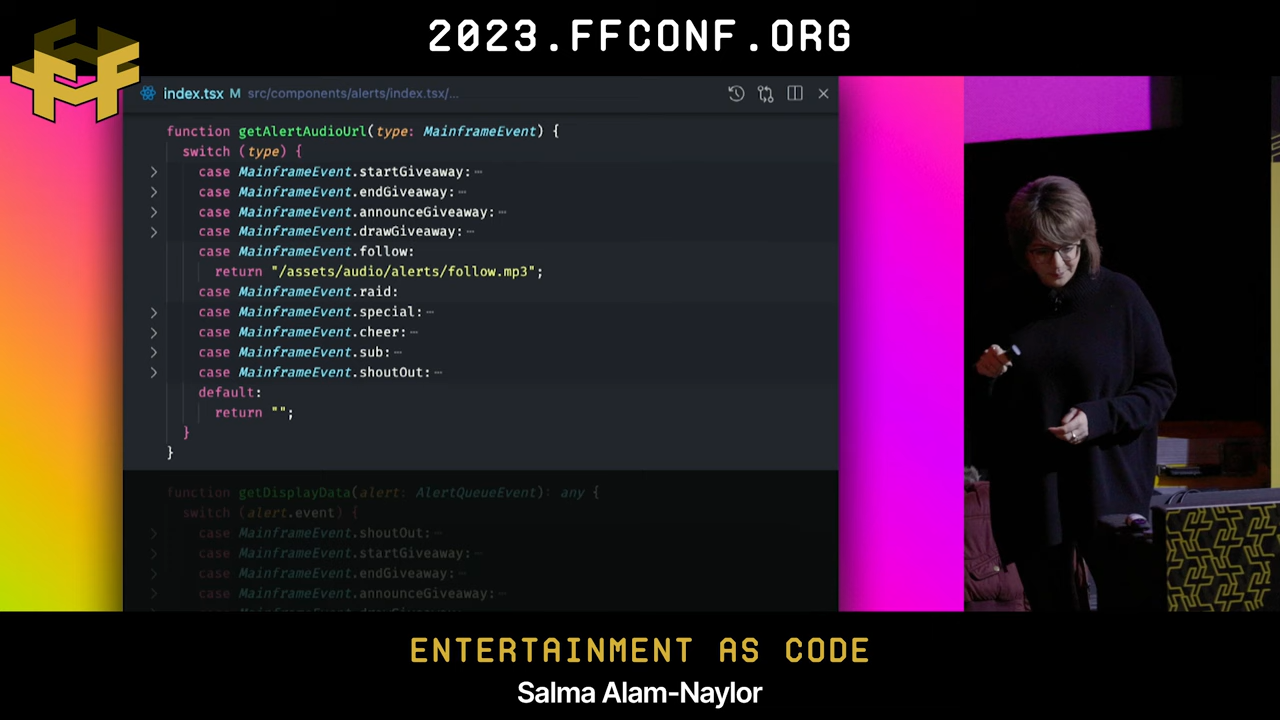 2023.FFCONF.ORG
index.tsx M src/components/alerts/index.tsx/...
function getAlertAudioUrl(type: MainframeEvent) {
switch (type) {
case MainframeEvent.startGiveaway:⋯
case MainframeEvent.endGiveaway:⋯
case MainframeEvent.announceGiveaway:⋯
case MainframeEvent.drawGiveaway:⋯
case MainframeEvent.follow:
return "/assets/audio/alerts/follow.mp3";
case MainframeEvent.raid:
case MainframeEvent.special:⋯
case MainframeEvent.cheer:⋯
case MainframeEvent.sub:⋯
case MainframeEvent.shoutOut:⋯
default:
return "";
}
}
function getDisplayData(alert: AlertQueueEvent): any {
switch (alert.event) {
case MainframeEvent.shoutOut:⋯
case MainframeEvent.startGiveaway:⋯
case MainframeEvent.endGiveaway:⋯
case MainframeEvent.announceGiveaway:⋯
ENTERTAINMENT AS CODE
Salma Alam-Naylor